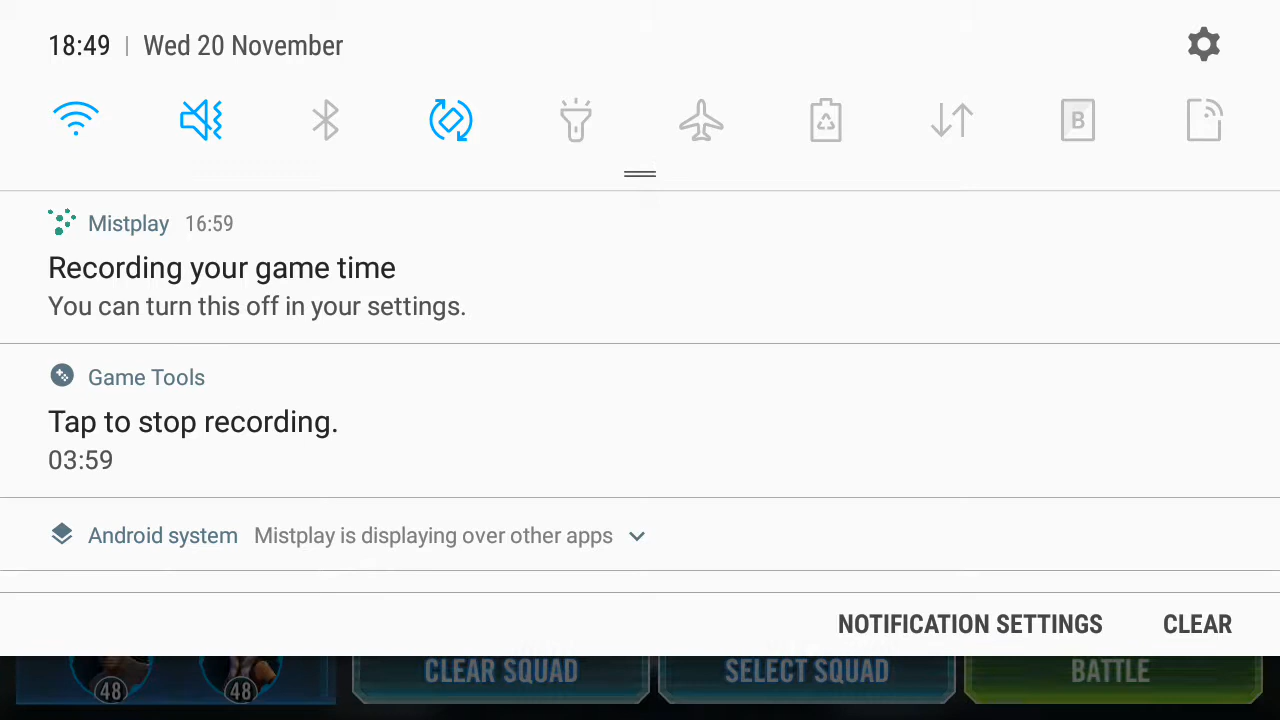 18:49 | Wed 20 November
B
Mistplay 16:59
Recording your game time
You can turn this off in your settings.
Game Tools
Tap to stop recording.
03:59
Android system Mistplay is displaying over other apps
NOTIFICATION SETTINGS CLEAR
48 48 CLEAR SQUAD SELECT SQUAD BATTLE